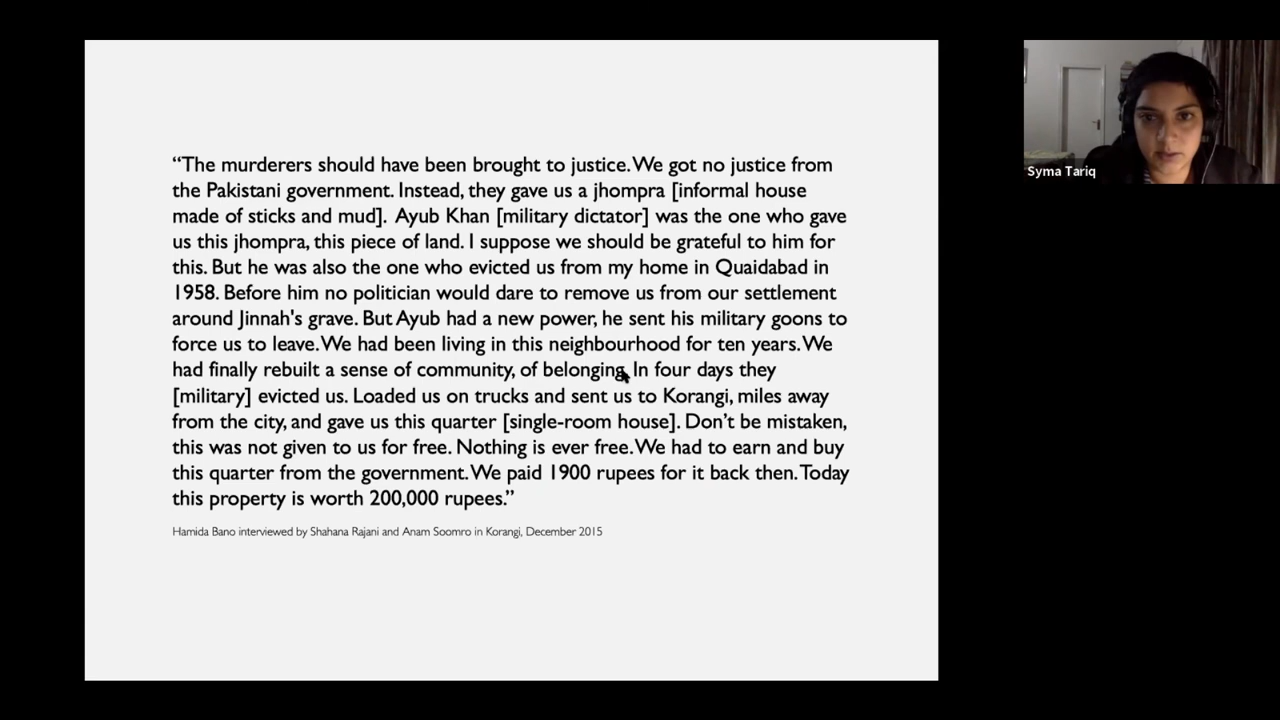 “The murderers should have been brought to justice. We got no justice from
the Pakistani government. Instead, they gave us a jhompra [informal house
made of sticks and mud].  Ayub Khan [military dictator] was the one who gave
us this jhompra, this piece of land. I suppose we should be grateful to him for
this. But he was also the one who evicted us from my home in Quaidabad in
1958. Before him no politician would dare to remove us from our settlement
around Jinnah's grave. But Ayub had a new power, he sent his military goons to
force us to leave. We had been living in this neighbourhood for ten years. We
had finally rebuilt a sense of community, of belonging. In four days they
[military] evicted us. Loaded us on trucks and sent us to Korangi, miles away
from the city, and gave us this quarter [single-room house]. Don’t be mistaken,
this was not given to us for free. Nothing is ever free. We had to earn and buy
this quarter from the government. We paid 1900 rupees for it back then. Today
this property is worth 200,000 rupees.”
Hamida Bano interviewed by Shahana Rajani and Anam Soomro in Korangi, December 2015
Syma Tariq